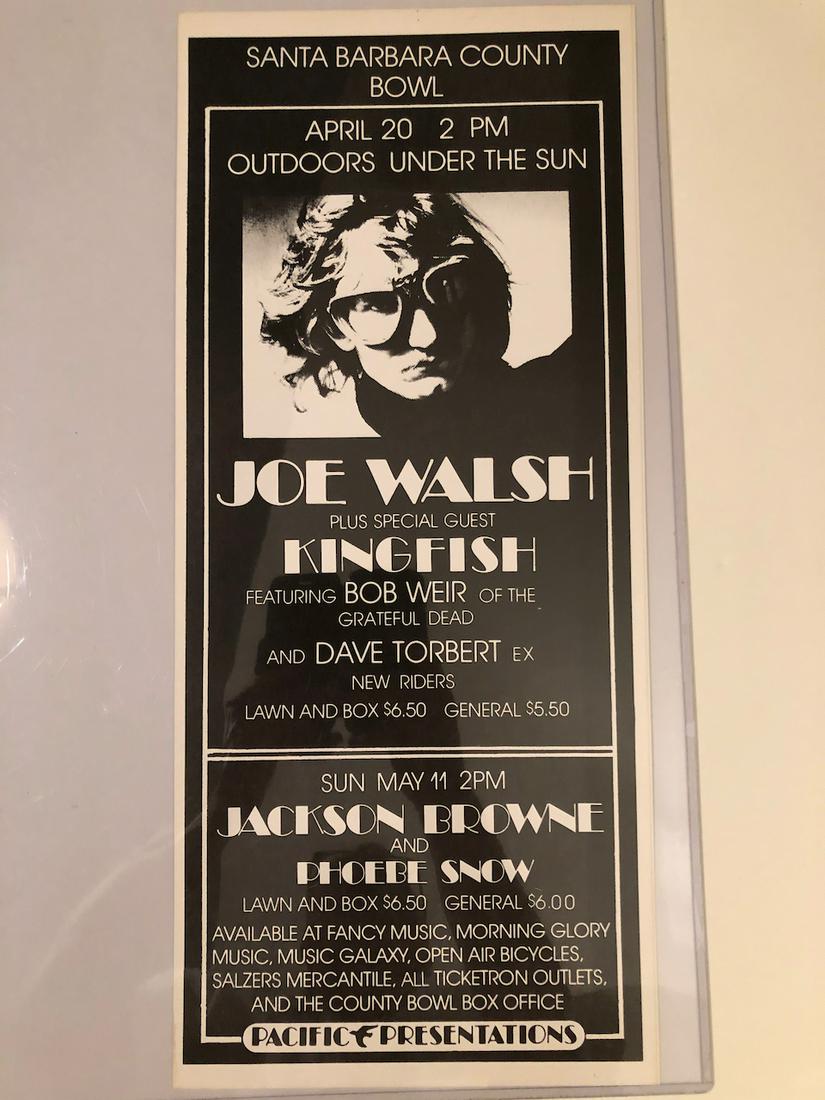 SANTA BARBARA COUNTY
BOWL
APRIL 20 2 PM
OUTDOORS UNDER THE SUN
JOE WALSH
PLUS SPECIAL GUEST
KINGFISH
FEATURING BOB WEIR OF THE
GRATEFUL DEAD
AND DAVE TORBERT EX
NEW RIDERS
LAWN AND BOX $6.50 GENERAL $5.50
SUN MAY 11 2PM
JACKSON BROWNE
AND
PHOEBE SNOW
LAWN AND BOX $6.50 GENERAL $6.00
AVAILABLE AT FANCY MUSIC, MORNING GLORY
MUSIC, MUSIC GALAXY, OPEN AIR BICYCLES,
SALZERS MERCANTILE, ALL TICKETRON OUTLETS,
AND THE COUNTY BOWL BOX OFFICE
PACIFIC PRESENTATIONS